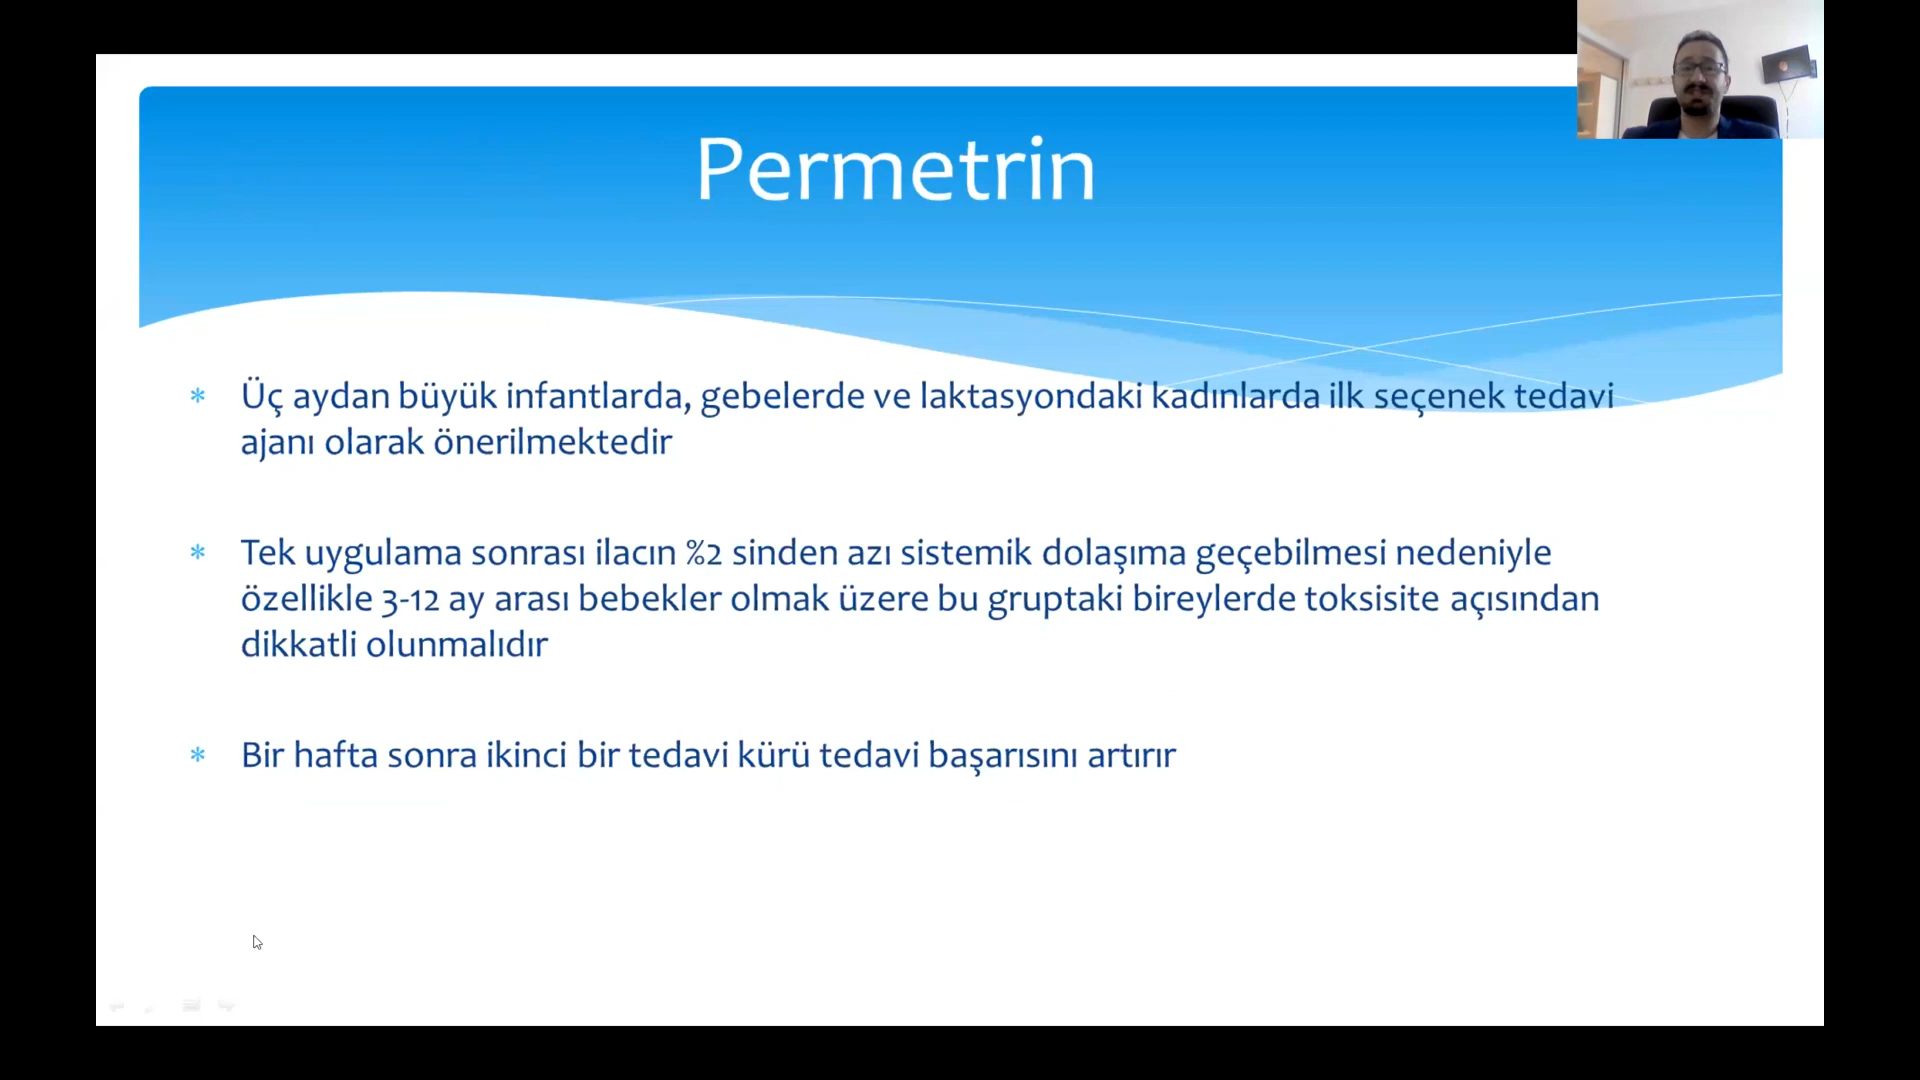 Permetrin
* Üç aydan büyük infantlarda, gebelerde ve laktasyondaki kadınlarda ilk seçenek tedavi
ajanı olarak önerilmektedir
* Tek uygulama sonrası ilacın %2 sinden azı sistemik dolaşıma geçebilmesi nedeniyle
özellikle 3-12 ay arası bebekler olmak üzere bu gruptaki bireylerde toksisite açısından
dikkatli olunmalıdır
* Bir hafta sonra ikinci bir tedavi kürü tedavi başarısını artırır